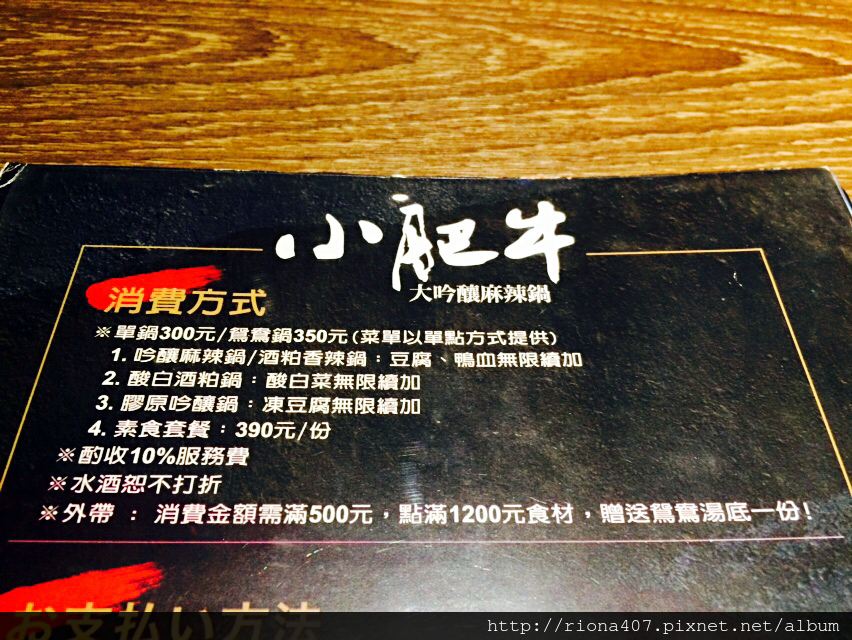 小肥牛
大吟釀麻辣鍋
消費方式
※單鍋300元/鴛鴦鍋350元(菜單以單點方式提供)
1. 吟釀麻辣鍋/酒粕香辣鍋：豆腐、鴨血無限續加
2. 酸白酒粕鍋：酸白菜無限續加
3. 膠原吟釀鍋：凍豆腐無限續加
4. 素食套餐：390元/份
※酌收10%服務費
※水酒恕不打折
※外帶 ： 消費金額需滿500元，點滿1200元食材，贈送鴛鴦湯底一份!
お支払い方法
http://riona407.pixnet.net/album